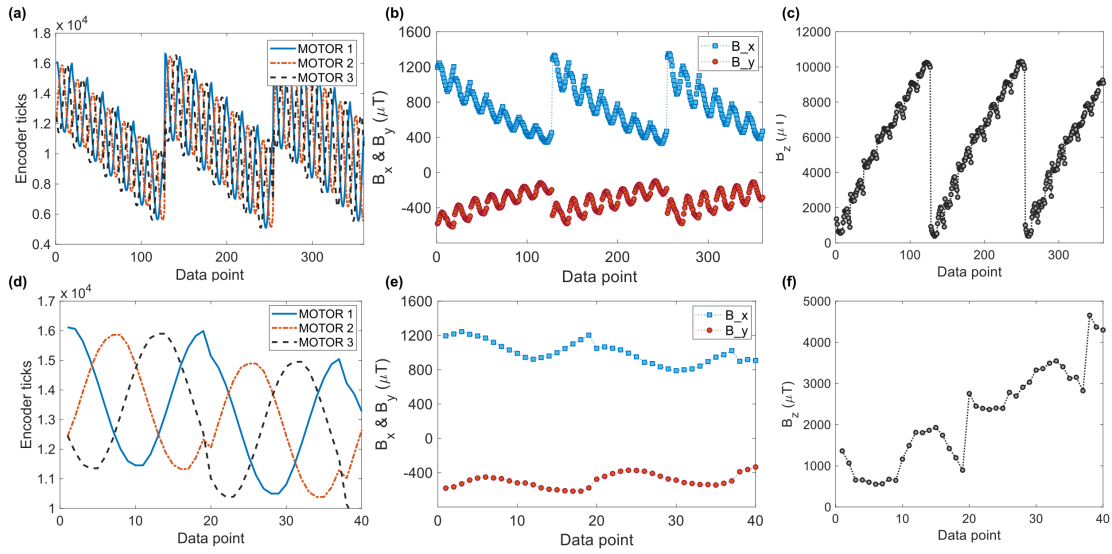 (a)
x 10^4
1.8
1.6
1.4
1.2
1
0.8
0.6
0.4
0 100 200 300
Encoder ticks
Data point
MOTOR 1
MOTOR 2
MOTOR 3
(b)
1600
1200
800
400
0
-400
0 100 200 300
B_x & B_y (μT)
Data point
B_x
B_y
(c)
12000
10000
8000
6000
4000
2000
0
0 100 200 300
B_z (μT)
Data point
(d)
x 10^4
1.7
1.6
1.5
1.4
1.3
1.2
1.1
1
0 10 20 30 40
Encoder ticks
Data point
MOTOR 1
MOTOR 2
MOTOR 3
(e)
1600
1200
800
400
0
-400
0 10 20 30 40
B_x & B_y (μT)
Data point
B_x
B_y
(f)
5000
4000
3000
2000
1000
0
0 10 20 30 40
B_z (μT)
Data point